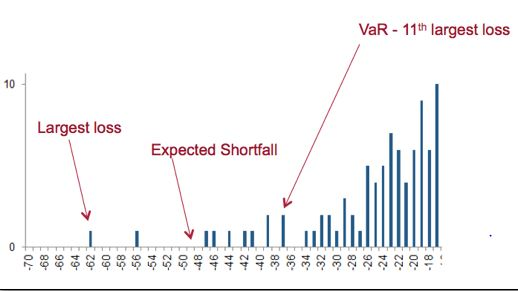 VaR - 11th largest loss
10
Largest loss
Expected Shortfall
0
-70 -68 -66 -64 -62 -60 -58 -56 -54 -52 -50 -48 -46 -44 -42 -40 -38 -36 -34 -32 -30 -28 -26 -24 -22 -20 -18